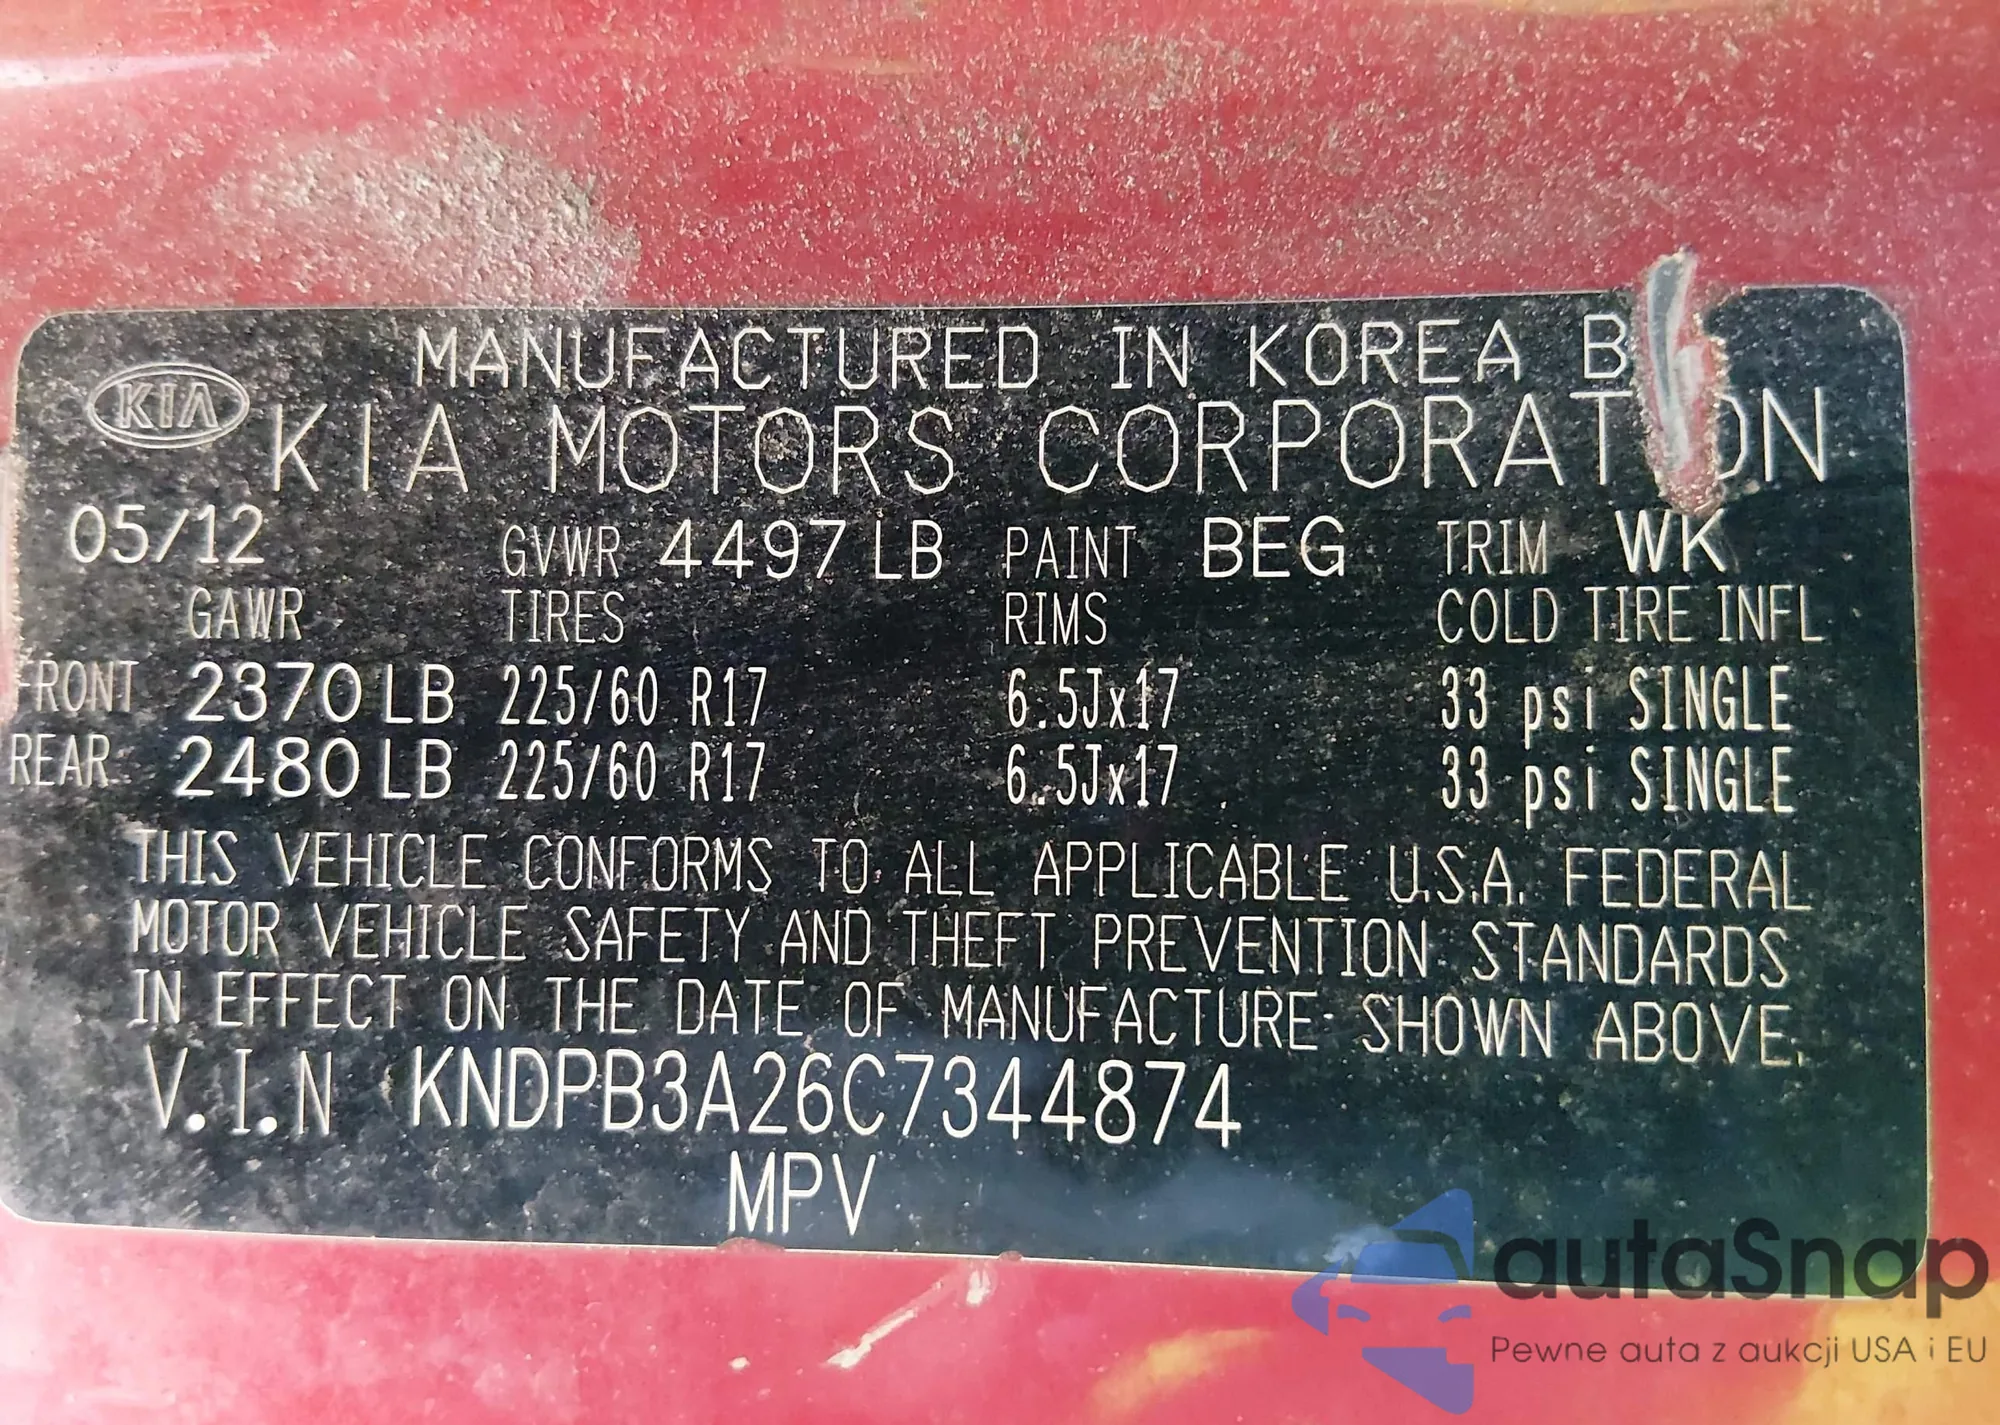 MANUFACTURED IN KOREA B
KIA
KIA MOTORS CORPORATION
05/12 GVWR 4497 LB PAINT BEG TRIM WK
GAWR TIRES RIMS COLD TIRE INFL
FRONT 2370 LB 225/60 R17 6.5Jx17 33 psi SINGLE
REAR 2480 LB 225/60 R17 6.5Jx17 33 psi SINGLE
THIS VEHICLE CONFORMS TO ALL APPLICABLE U.S.A. FEDERAL
MOTOR VEHICLE SAFETY AND THEFT PREVENTION STANDARDS
IN EFFECT ON THE DATE OF MANUFACTURE SHOWN ABOVE.
V.I.N KNDPB3A26C7344874
MPV
autaSnap
Pewne auta z aukcji USA i EU